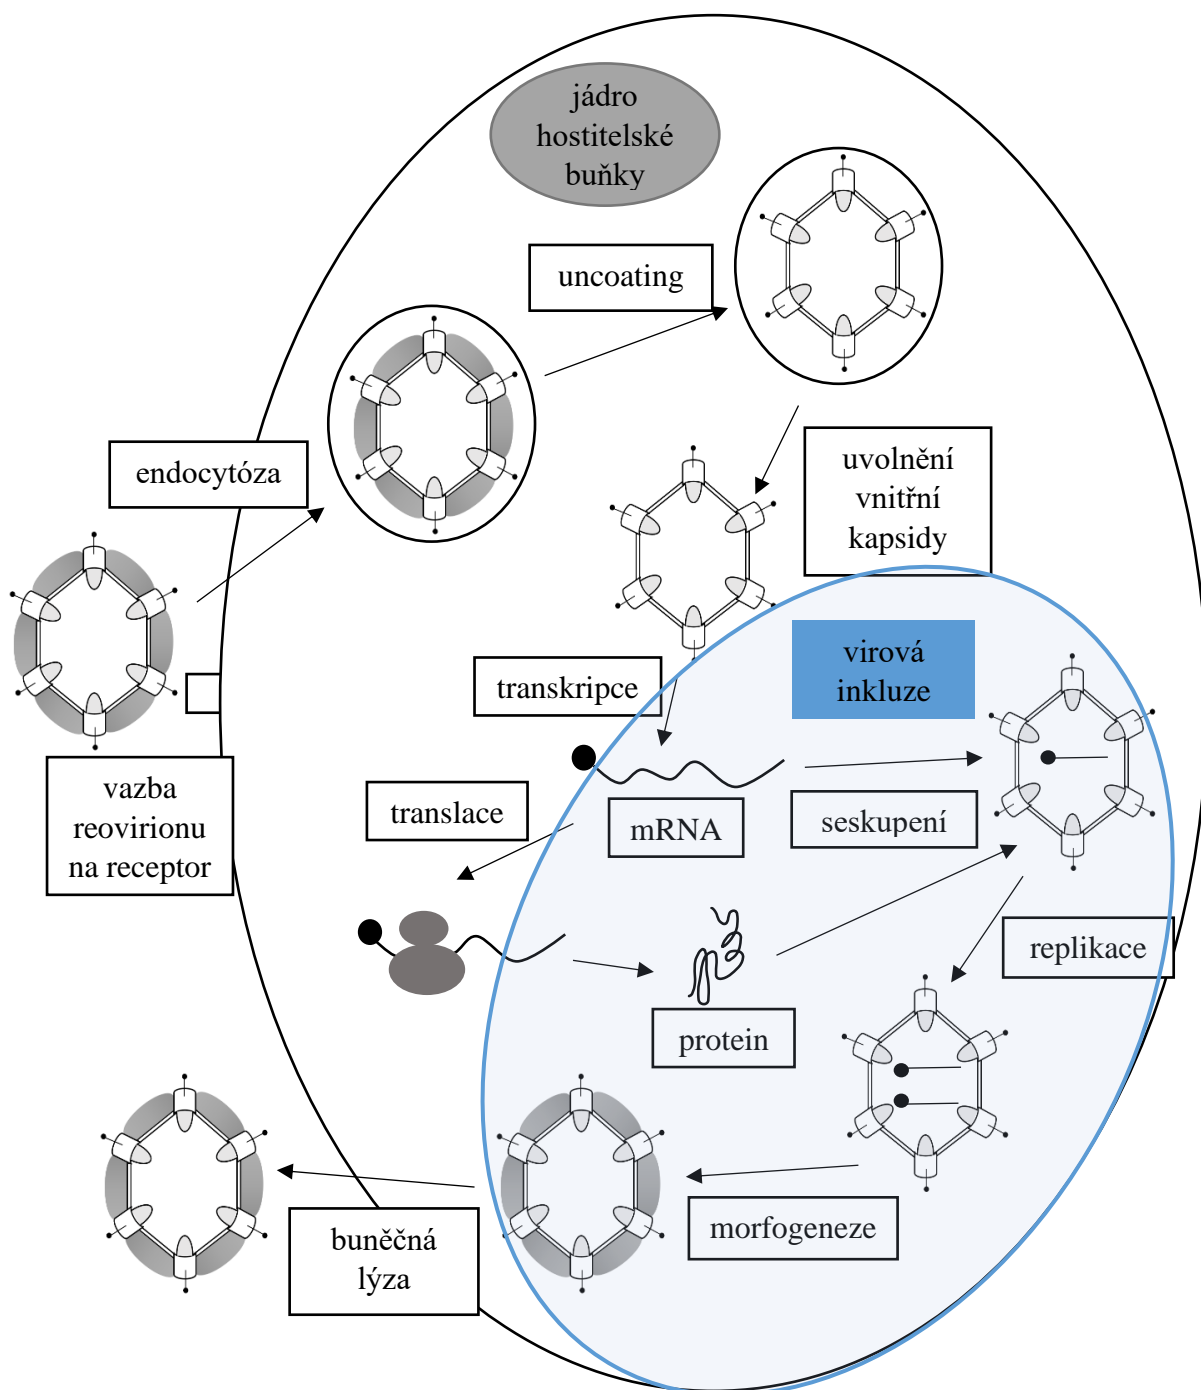 jádro
hostitelské
buňky
uncoating
endocytóza
uvolnění
vnitřní
kapsidy
virová
inkluze
transkripce
vazba
reovirionu
na receptor
translace
mRNA
seskupení
replikace
protein
morfogeneze
buněčná
lýza